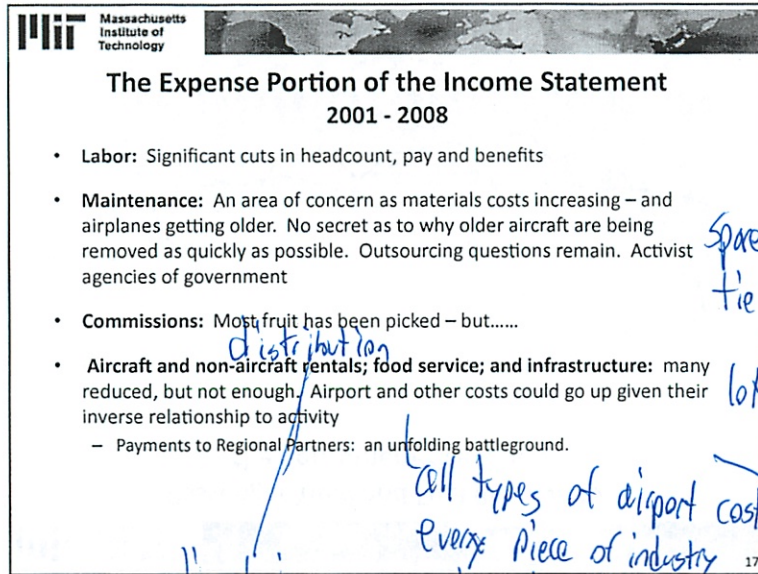 Massachusetts
Institute of
Technology
The Expense Portion of the Income Statement
2001 - 2008
• Labor: Significant cuts in headcount, pay and benefits
• Maintenance: An area of concern as materials costs increasing – and
airplanes getting older. No secret as to why older aircraft are being
removed as quickly as possible. Outsourcing questions remain. Activist
agencies of government
Spare
tie
• Commissions: Most fruit has been picked – but......
distribution
• Aircraft and non-aircraft rentals; food service; and infrastructure: many
reduced, but not enough. Airport and other costs could go up given their
inverse relationship to activity
lot
– Payments to Regional Partners: an unfolding battleground.
all types of airport cost
every piece of industry
17